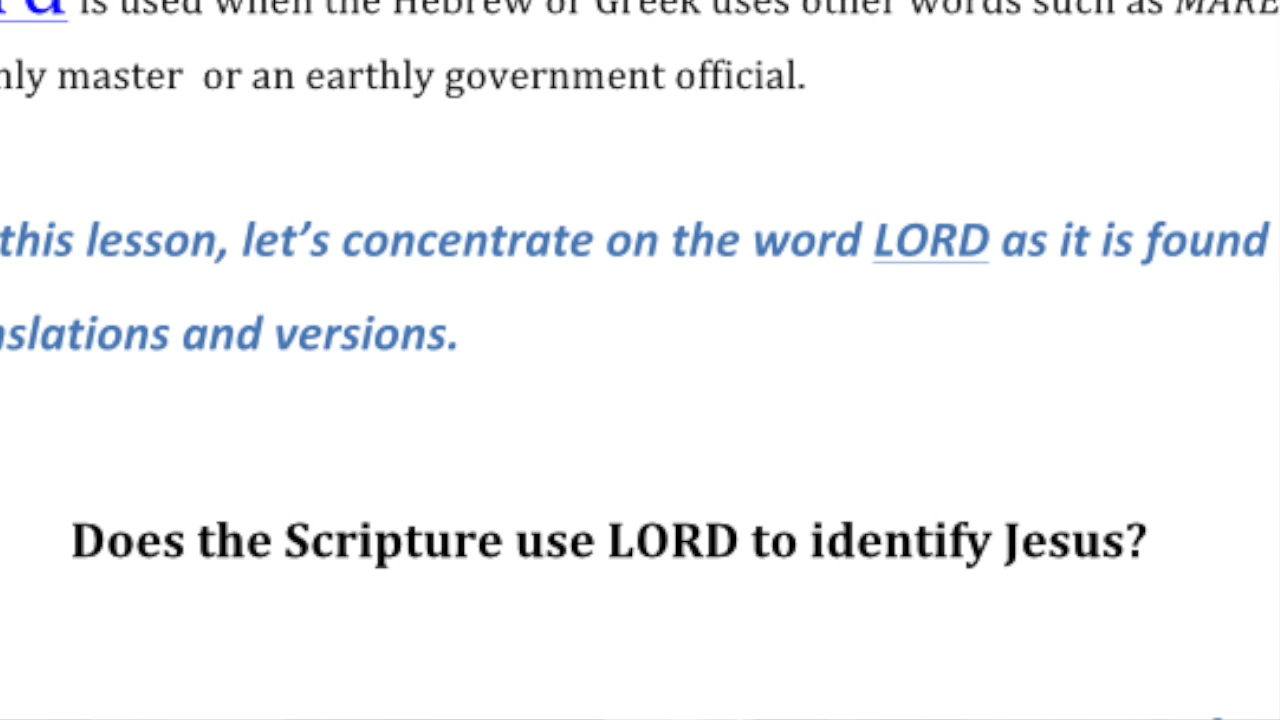 is used when the Hebrew or Greek uses other words such as MARE
master or an earthly government official.
this lesson, let's concentrate on the word LORD as it is found
and versions.
Does the Scripture use LORD to identify Jesus?